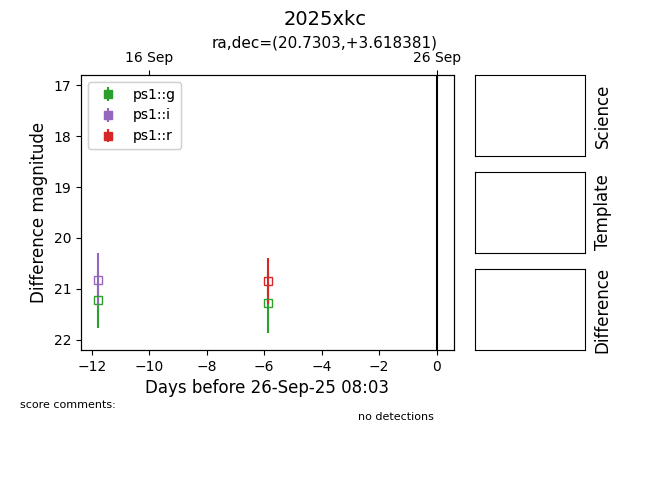 2025xkc
ra,dec=(20.7303,+3.618381)
16 Sep
26 Sep
17
18
19
20
21
22
Difference magnitude
ps1::g
ps1::i
ps1::r
−12
−10
−8
−6
−4
−2
0
Days before 26-Sep-25 08:03
Science
Template
Difference
score comments:
no detections